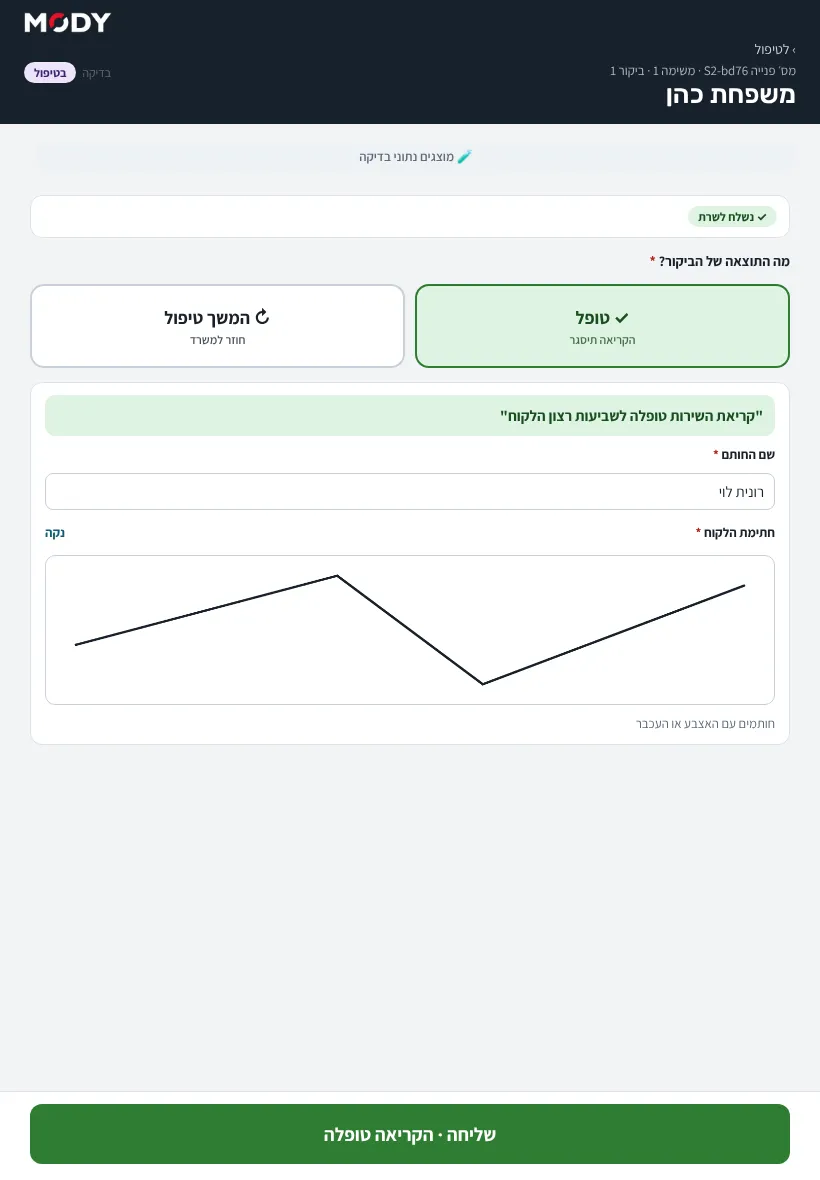 MODY
‹ לטיפול
מס׳ פנייה S2-bd76 · משימה 1 · ביקור 1
בדיקה בטיפול
משפחת כהן
🧪 מוצגים נתוני בדיקה
✓ נשלח לשרת
מה התוצאה של הביקור? *
✓ טופל
הקריאה תיסגר
↻ המשך טיפול
חוזר למשרד
"קריאת השירות טופלה לשביעות רצון הלקוח"
שם החותם *
רונית לוי
חתימת הלקוח *
נקה
חותמים עם האצבע או העכבר
שליחה · הקריאה טופלה